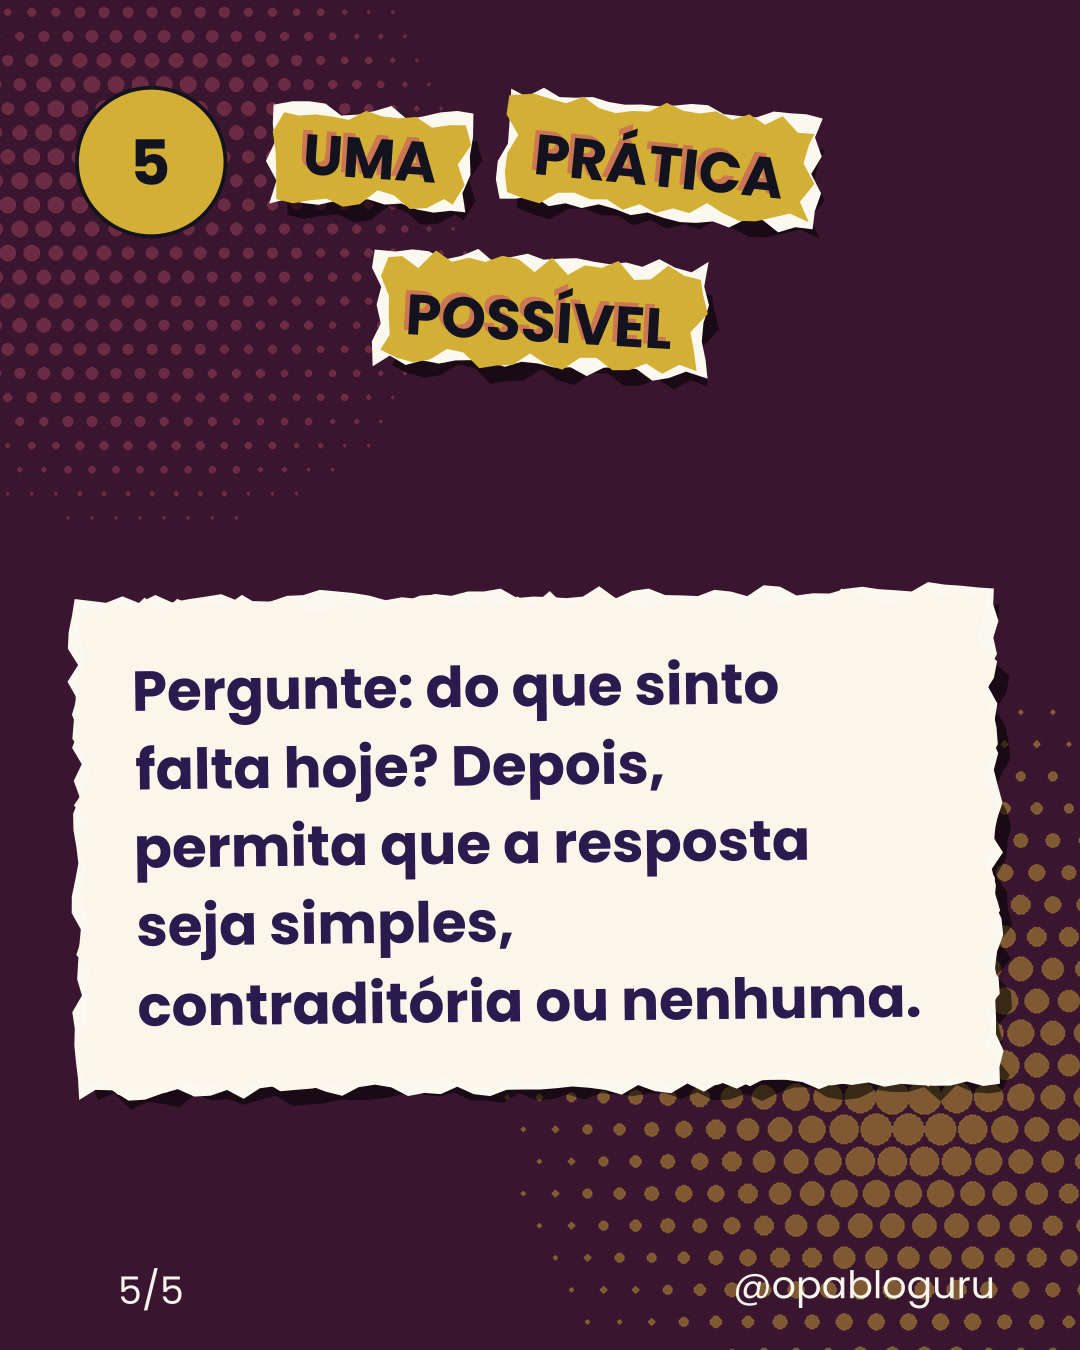 5
UMA PRÁTICA
POSSÍVEL
Pergunte: do que sinto
falta hoje? Depois,
permita que a resposta
seja simples,
contraditória ou nenhuma.
5/5
@opabloguru